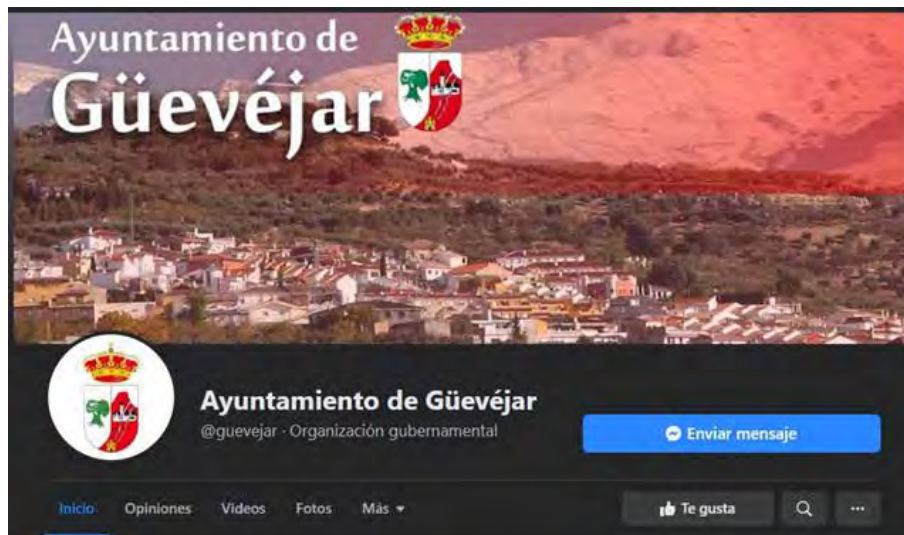 Ayuntamiento de
Güevéjar
Ayuntamiento de Güevéjar
@guevejar · Organización gubernamental
Enviar mensaje
Inicio Opiniones Videos Fotos Más
Te gusta